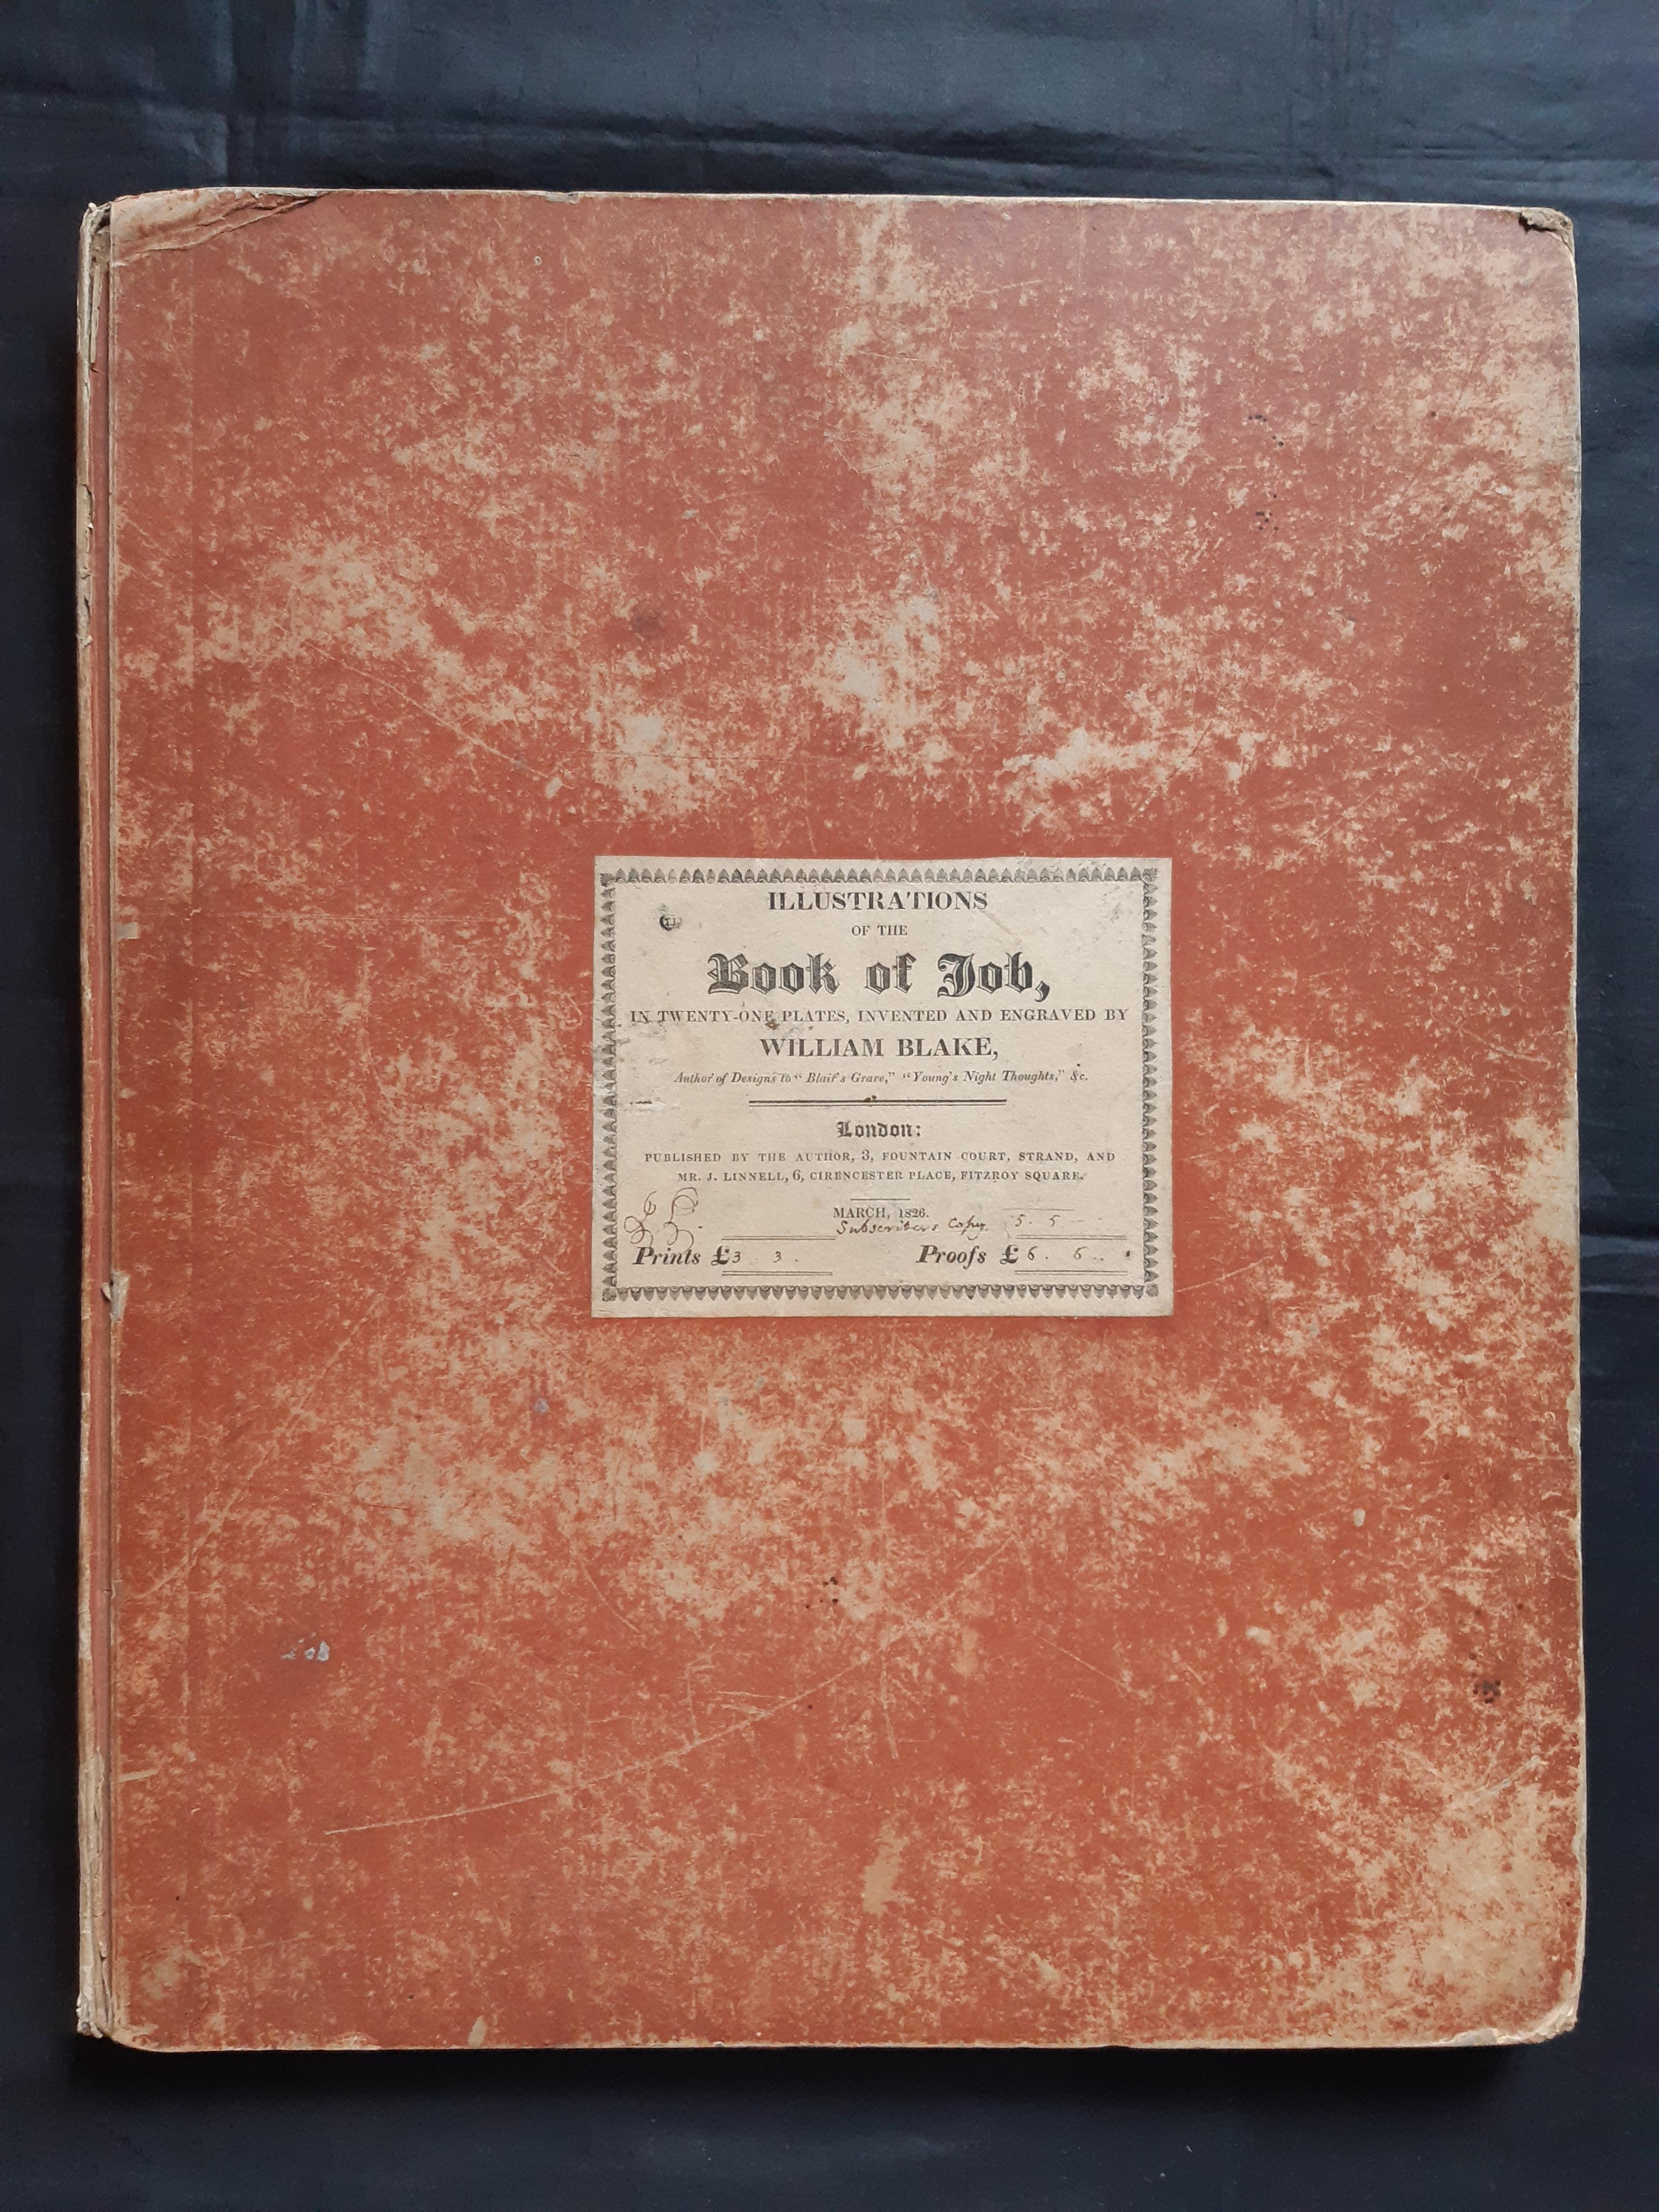 ILLUSTRATIONS
OF THE
Book of Job,
IN TWENTY-ONE PLATES, INVENTED AND ENGRAVED BY
WILLIAM BLAKE,
Author of Designs to "Blair's Grave," "Young's Night Thoughts," &c.
London:
PUBLISHED BY THE AUTHOR, 3, FOUNTAIN COURT, STRAND, AND
MR. J. LINNELL, 6, CIRENCESTER PLACE, FITZROY SQUARE.
MARCH, 1826.
Subscribers Copy 5. 5
Prints £3 3. Proofs £6. 6